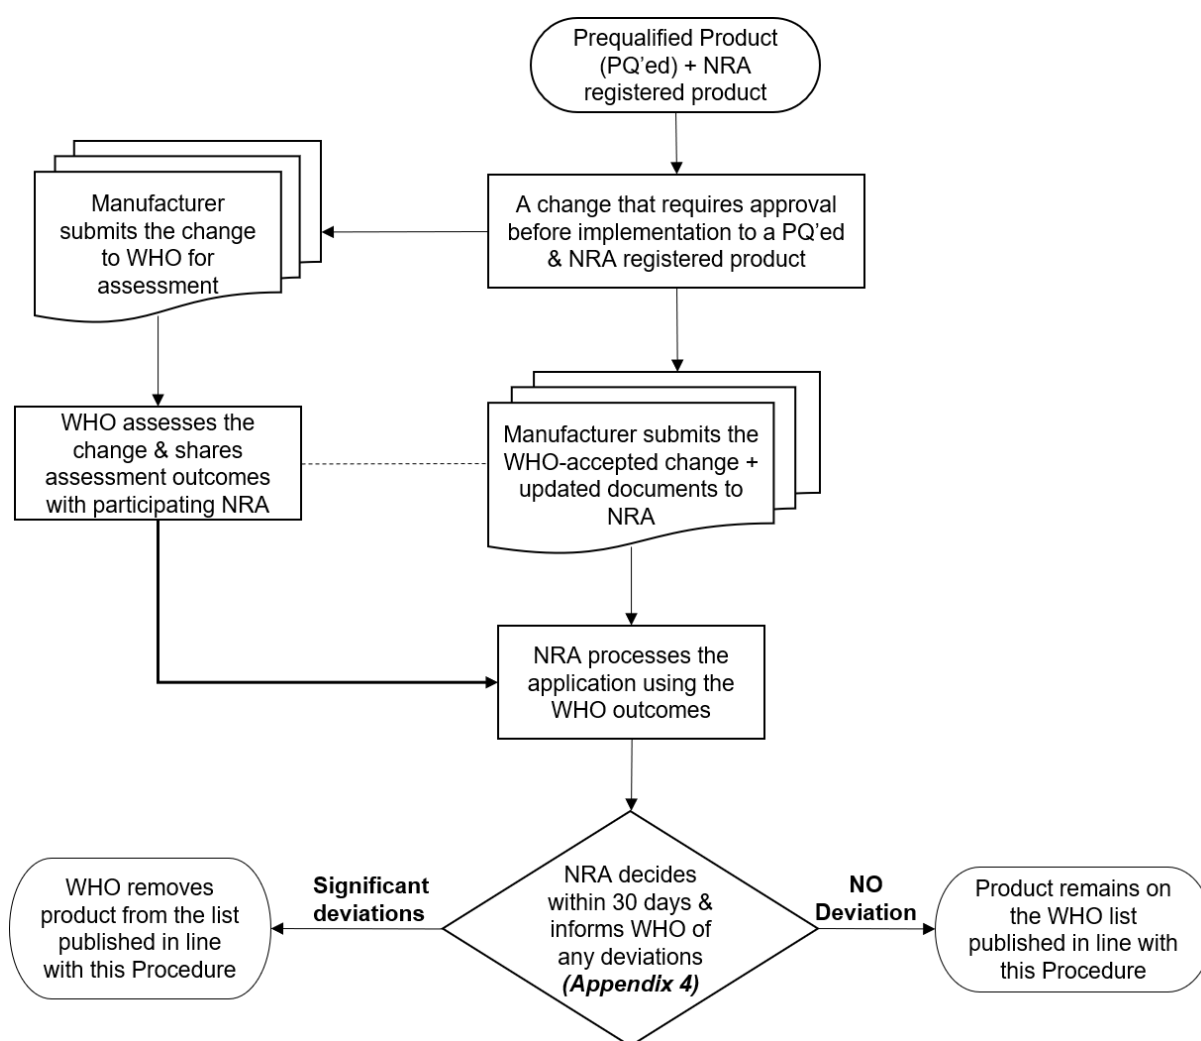 Prequalified Product
(PQ'ed) + NRA
registered product
Manufacturer
submits the change
to WHO for
assessment
A change that requires approval
before implementation to a PQ'ed
& NRA registered product
WHO assesses the
change & shares
assessment outcomes
with participating NRA
Manufacturer submits the
WHO-accepted change +
updated documents to
NRA
NRA processes the
application using the
WHO outcomes
WHO removes
product from the list
published in line
with this Procedure
Significant
deviations
NRA decides
within 30 days &
informs WHO of
any deviations
(Appendix 4)
NO
Deviation
Product remains on
the WHO list
published in line with
this Procedure